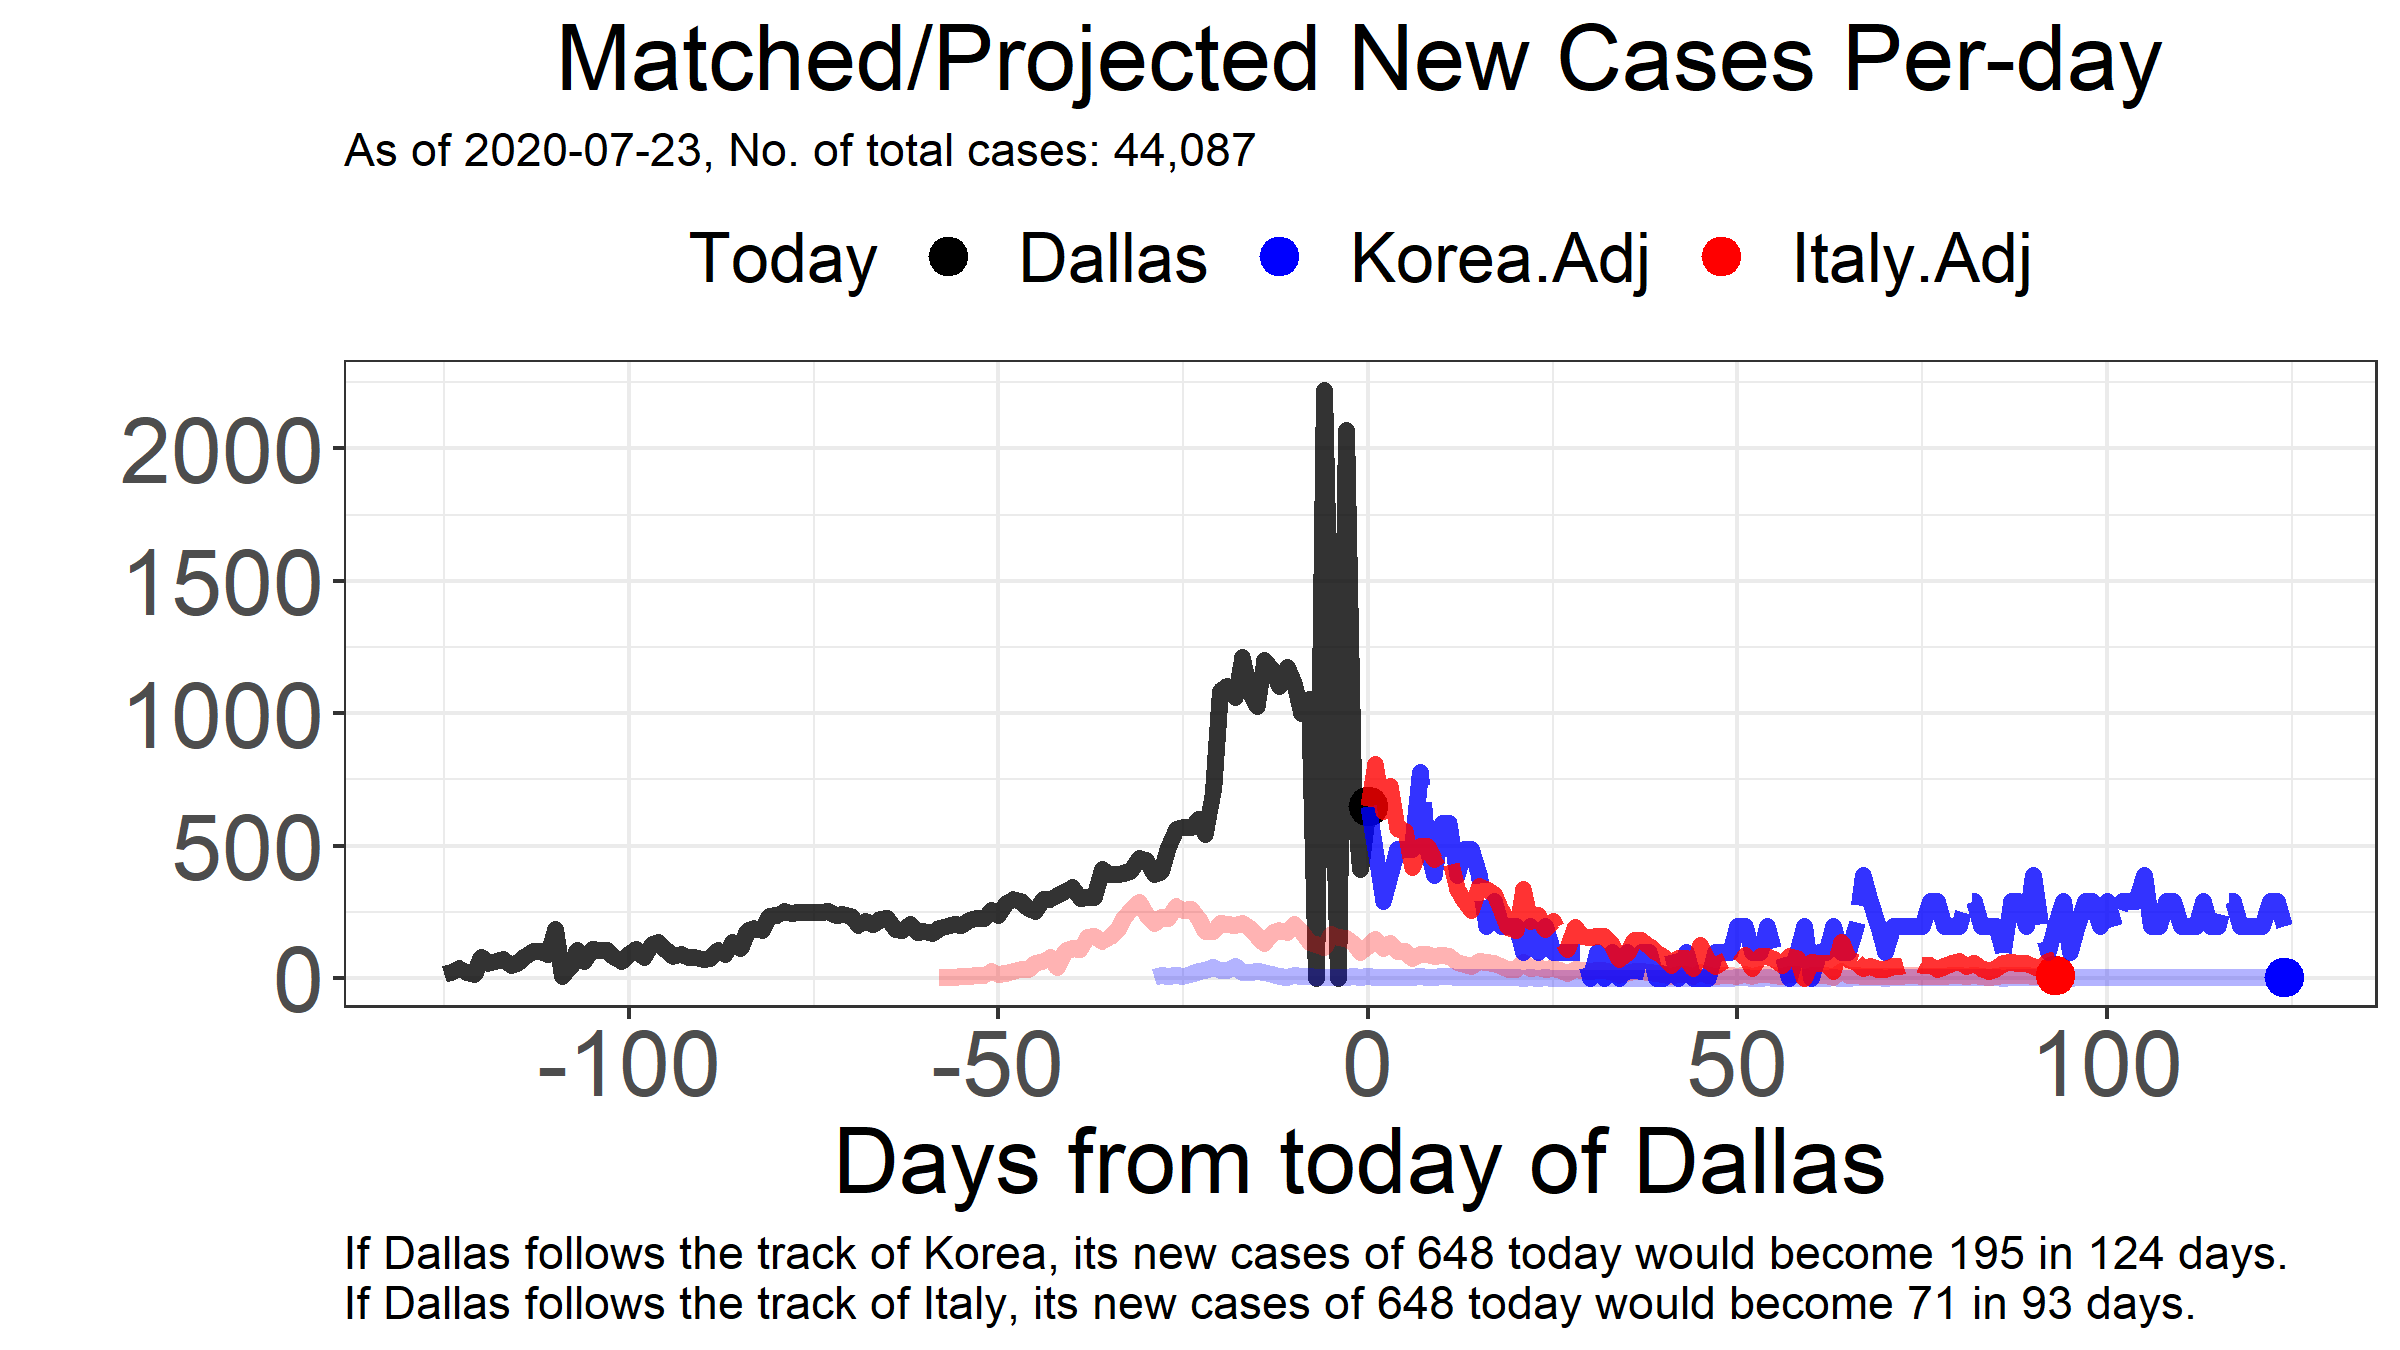 Matched/Projected New Cases Per-day
As of 2020-07-23, No. of total cases: 44,087
Today Dallas Korea.Adj Italy.Adj
2000
1500
1000
500
0
-100 -50 0 50 100
Days from today of Dallas
If Dallas follows the track of Korea, its new cases of 648 today would become 195 in 124 days.
If Dallas follows the track of Italy, its new cases of 648 today would become 71 in 93 days.